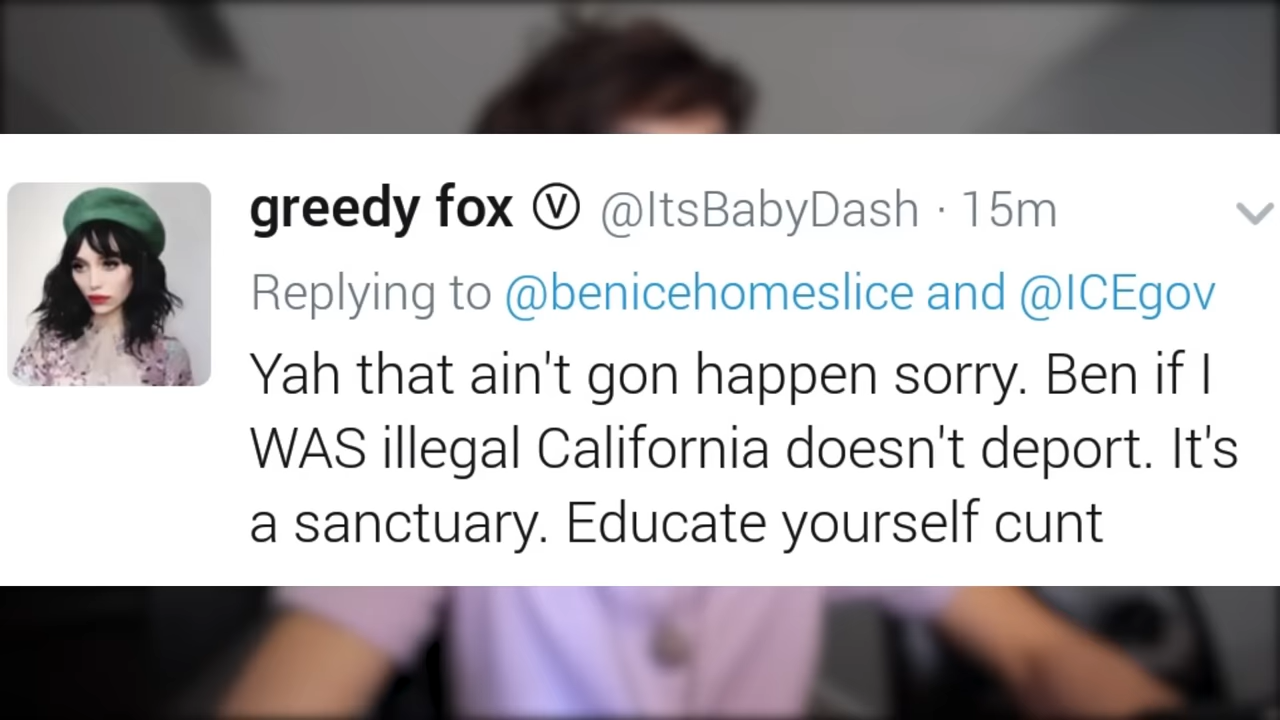 greedy fox Ⓥ @ItsBabyDash · 15m
Replying to @benicehomeslice and @ICEgov
Yah that ain't gon happen sorry. Ben if I
WAS illegal California doesn't deport. It's
a sanctuary. Educate yourself cunt